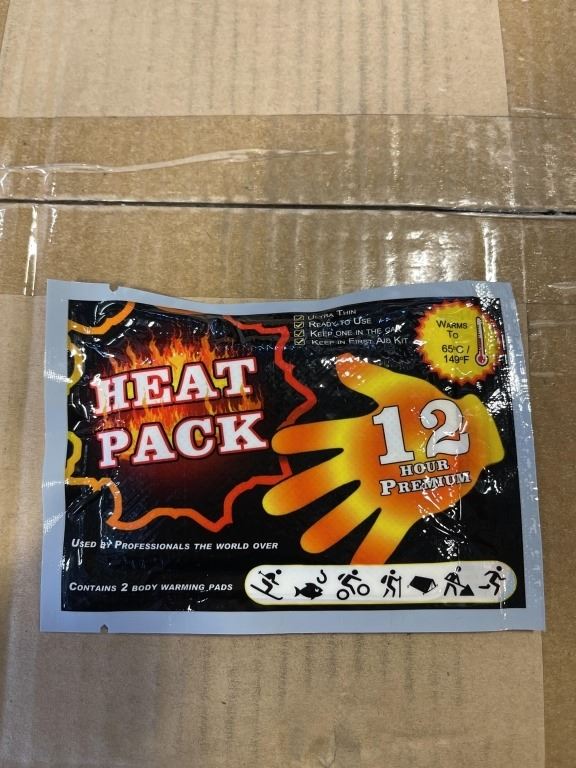 ULTRA THIN
READY TO USE
KEEP ONE IN THE CAR
KEEP IN FIRST AID KIT
WARMS
TO
65°C /
149°F
HEAT
PACK
12
HOUR
PREMIUM
USED BY PROFESSIONALS THE WORLD OVER
CONTAINS 2 BODY WARMING PADS